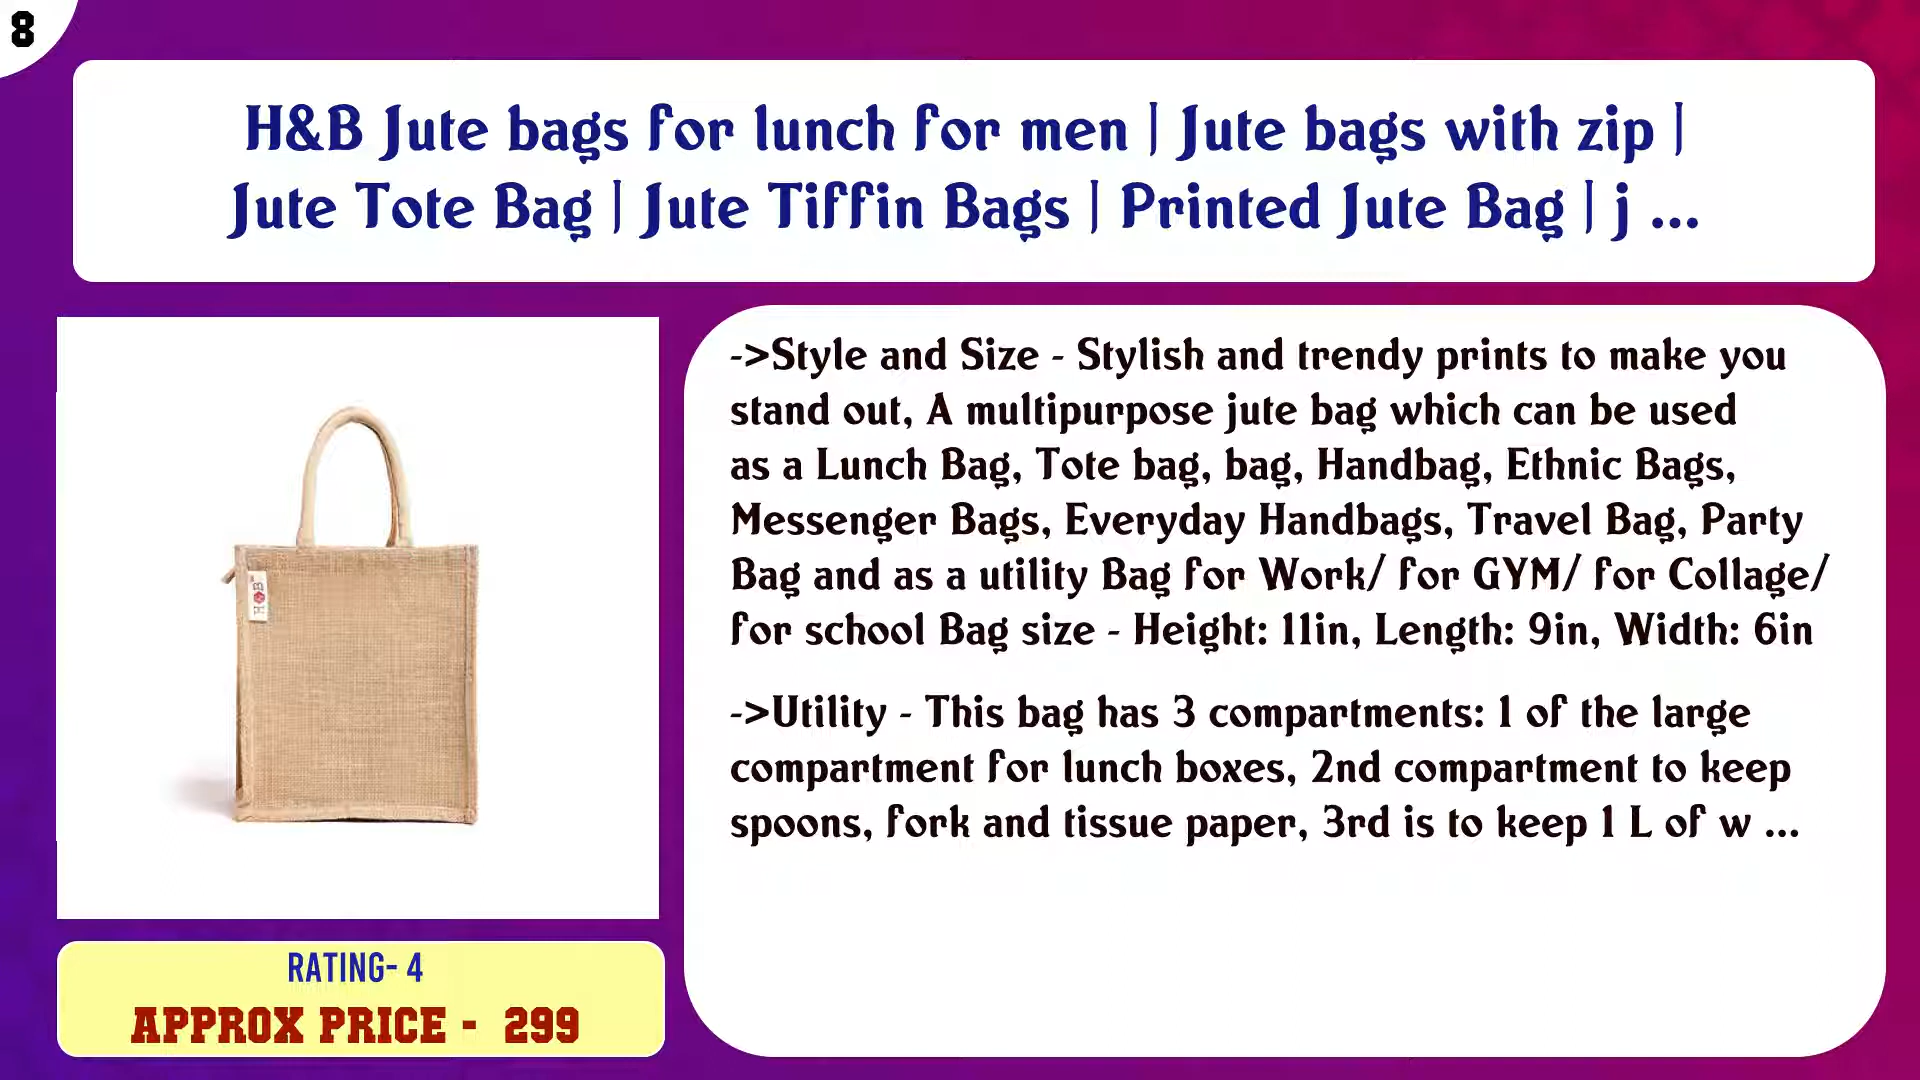 8
H&B Jute bags for lunch for men | Jute bags with zip |
Jute Tote Bag | Jute Tiffin Bags | Printed Jute Bag | j ...
->Style and Size - Stylish and trendy prints to make you
stand out, A multipurpose jute bag which can be used
as a Lunch Bag, Tote bag, bag, Handbag, Ethnic Bags,
Messenger Bags, Everyday Handbags, Travel Bag, Party
Bag and as a utility Bag for Work/ for GYM/ for Collage/
for school Bag size - Height: 11in, Length: 9in, Width: 6in
->Utility - This bag has 3 compartments: 1 of the large
compartment for lunch boxes, 2nd compartment to keep
spoons, fork and tissue paper, 3rd is to keep 1 L of w ...
H&B
RATING- 4
APPROX PRICE - 299